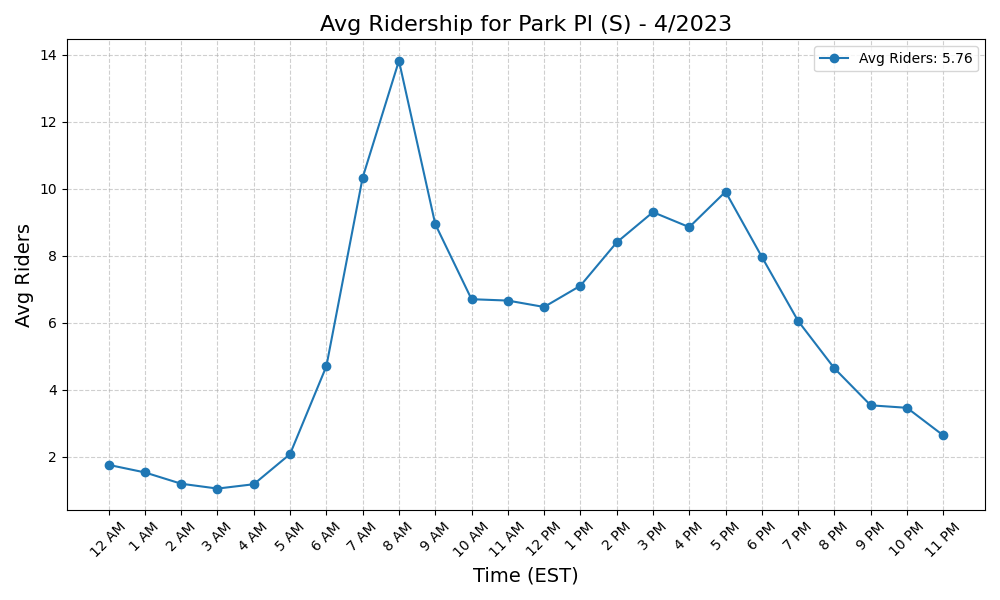 Avg Ridership for Park Pl (S) - 4/2023
Avg Riders: 5.76
Avg Riders
14
12
10
8
6
4
2
12 AM
1 AM
2 AM
3 AM
4 AM
5 AM
6 AM
7 AM
8 AM
9 AM
10 AM
11 AM
12 PM
1 PM
2 PM
3 PM
4 PM
5 PM
6 PM
7 PM
8 PM
9 PM
10 PM
11 PM
Time (EST)